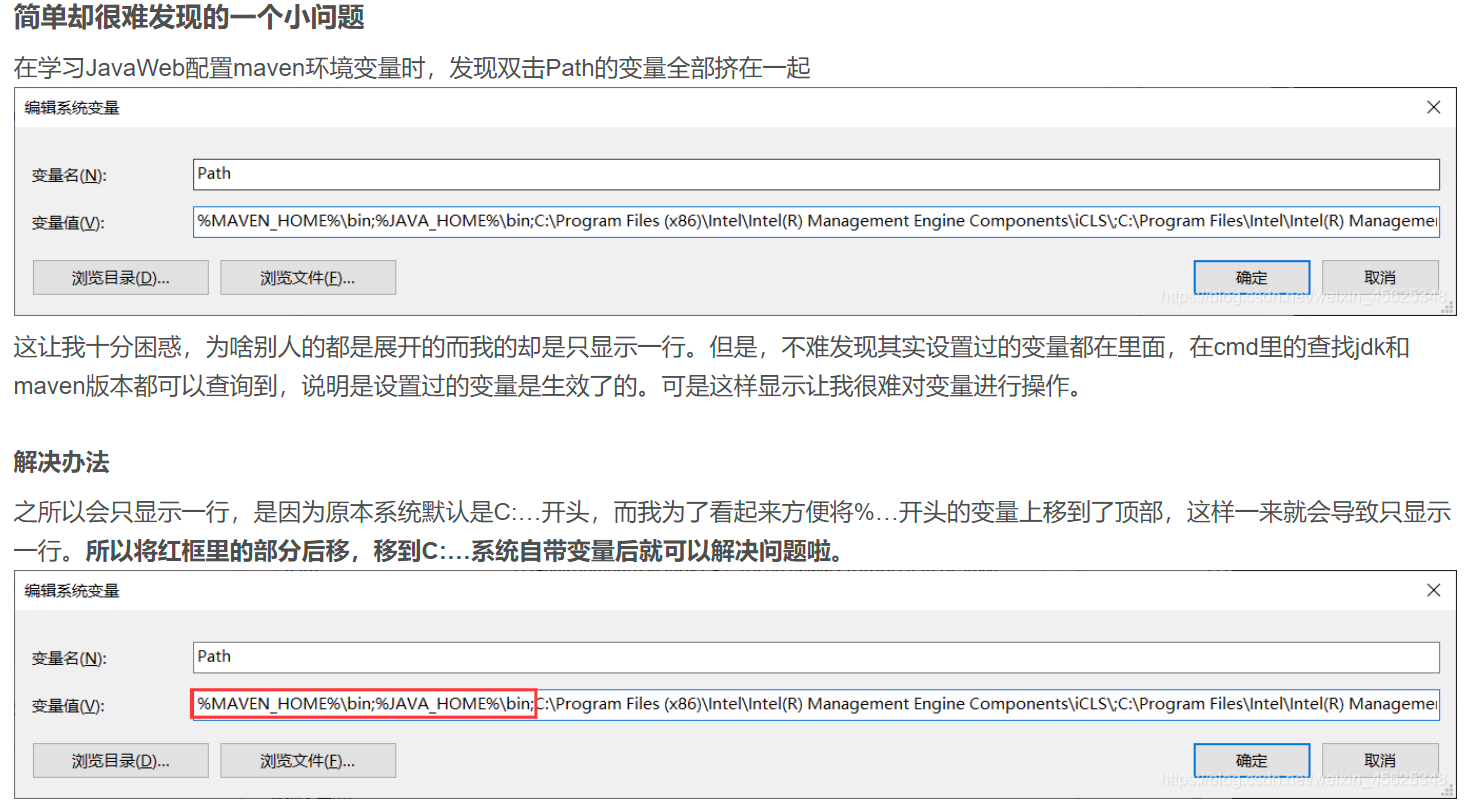 简单却很难发现的一个小问题
在学习JavaWeb配置maven环境变量时，发现双击Path的变量全部挤在一起
编辑系统变量
变量名(N):
Path
变量值(V):
%MAVEN_HOME%\bin;%JAVA_HOME%\bin;C:\Program Files (x86)\Intel\Intel(R) Management Engine Components\iCLS\;C:\Program Files\Intel\Intel(R) Managemen
浏览目录(D)...
浏览文件(F)...
确定
取消
https://blog.csdn.net/weixin_45025348
这让我十分困惑，为啥别人的都是展开的而我的却是只显示一行。但是，不难发现其实设置过的变量都在里面，在cmd里的查找jdk和
maven版本都可以查询到，说明是设置过的变量是生效了的。可是这样显示让我很难对变量进行操作。
解决办法
之所以会只显示一行，是因为原本系统默认是C:…开头，而我为了看起来方便将%…开头的变量上移到了顶部，这样一来就会导致只显示
一行。所以将红框里的部分后移，移到C:…系统自带变量后就可以解决问题啦。
编辑系统变量
变量名(N):
Path
变量值(V):
%MAVEN_HOME%\bin;%JAVA_HOME%\bin;C:\Program Files (x86)\Intel\Intel(R) Management Engine Components\iCLS\;C:\Program Files\Intel\Intel(R) Managemen
浏览目录(D)...
浏览文件(F)...
确定
取消
https://blog.csdn.net/weixin_45025348